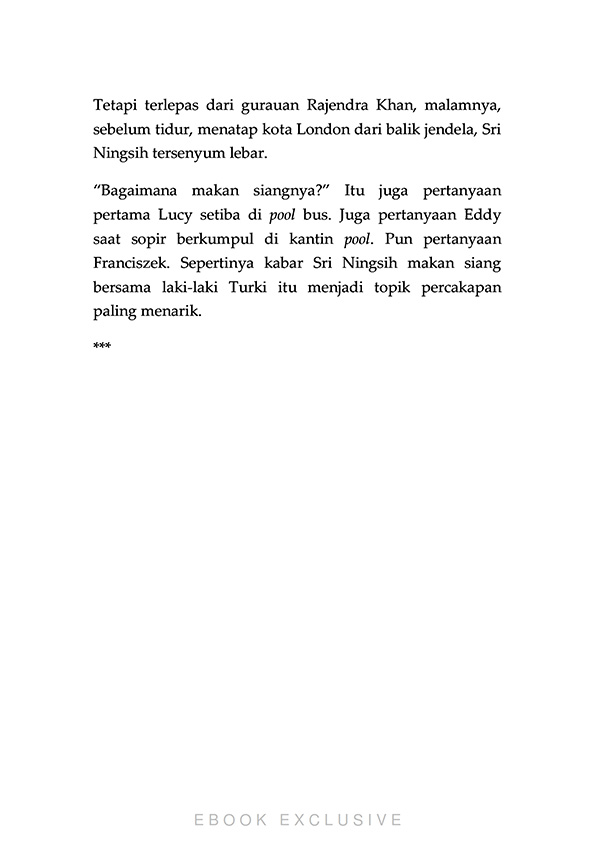 Tetapi terlepas dari gurauan Rajendra Khan, malamnya,
sebelum tidur, menatap kota London dari balik jendela, Sri
Ningsih tersenyum lebar.
“Bagaimana makan siangnya?” Itu juga pertanyaan
pertama Lucy setiba di pool bus. Juga pertanyaan Eddy
saat sopir berkumpul di kantin pool. Pun pertanyaan
Franciszek. Sepertinya kabar Sri Ningsih makan siang
bersama laki-laki Turki itu menjadi topik percakapan
paling menarik.
***
EBOOK EXCLUSIVE